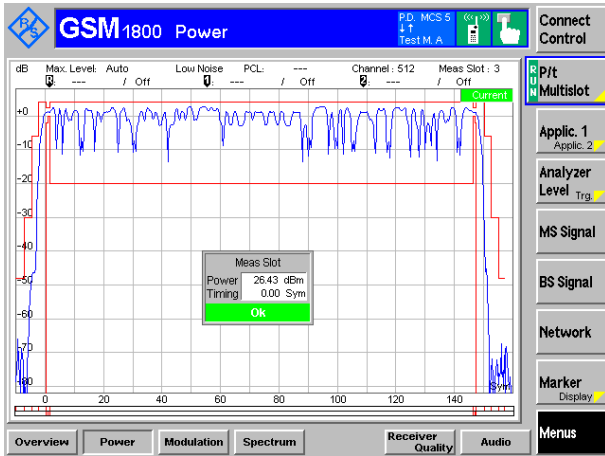 R&S
GSM1800 Power
P.D. MCS 5
↓↑
Test M. A
Connect Control
dB Max. Level: Auto Low Noise PCL: --- Channel : 512 Meas Slot : 3
--- / Off --- / Off --- / Off
Current
+0
-10
-20
-30
-40
-50
-60
-70
-80
0 20 40 60 80 100 120 140
Sym
Meas Slot
Power 26.43 dBm
Timing 0.00 Sym
Ok
RUN
P/t Multislot
Applic. 1
Applic. 2
Analyzer
Level Trg.
MS Signal
BS Signal
Network
Marker
Display
Menus
Overview Power Modulation Spectrum Receiver Quality Audio